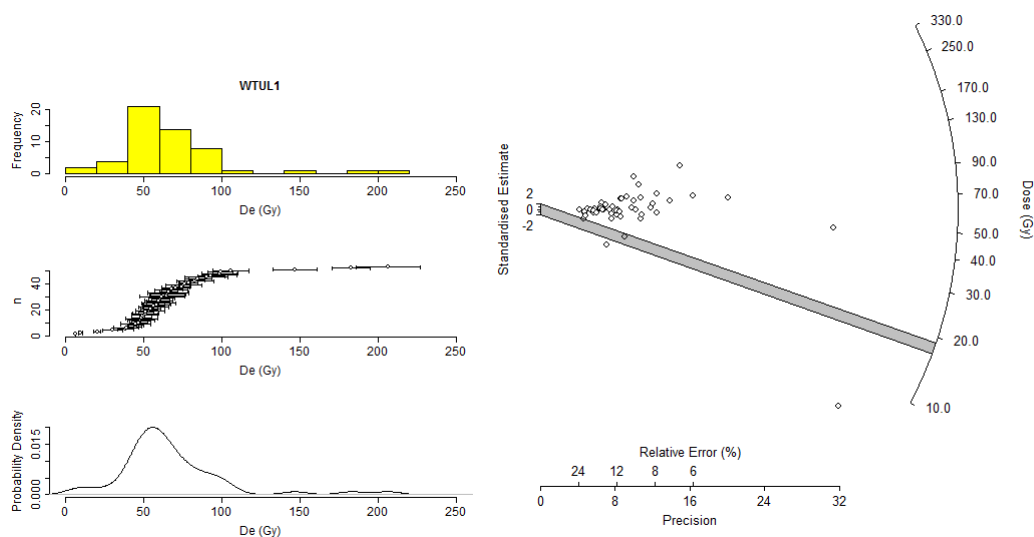 WTUL1
Frequency
0 10 20
0 50 100 150 200 250
De (Gy)
n
0 20 40
0 50 100 150 200 250
De (Gy)
Probability Density
0.000 0.015
0 50 100 150 200 250
De (Gy)
Standardised Estimate
2
0
-2
330.0
250.0
170.0
130.0
90.0
70.0
50.0
40.0
30.0
20.0
10.0
Dose (Gy)
Relative Error (%)
24 12 8 6
0 8 16 24 32
Precision